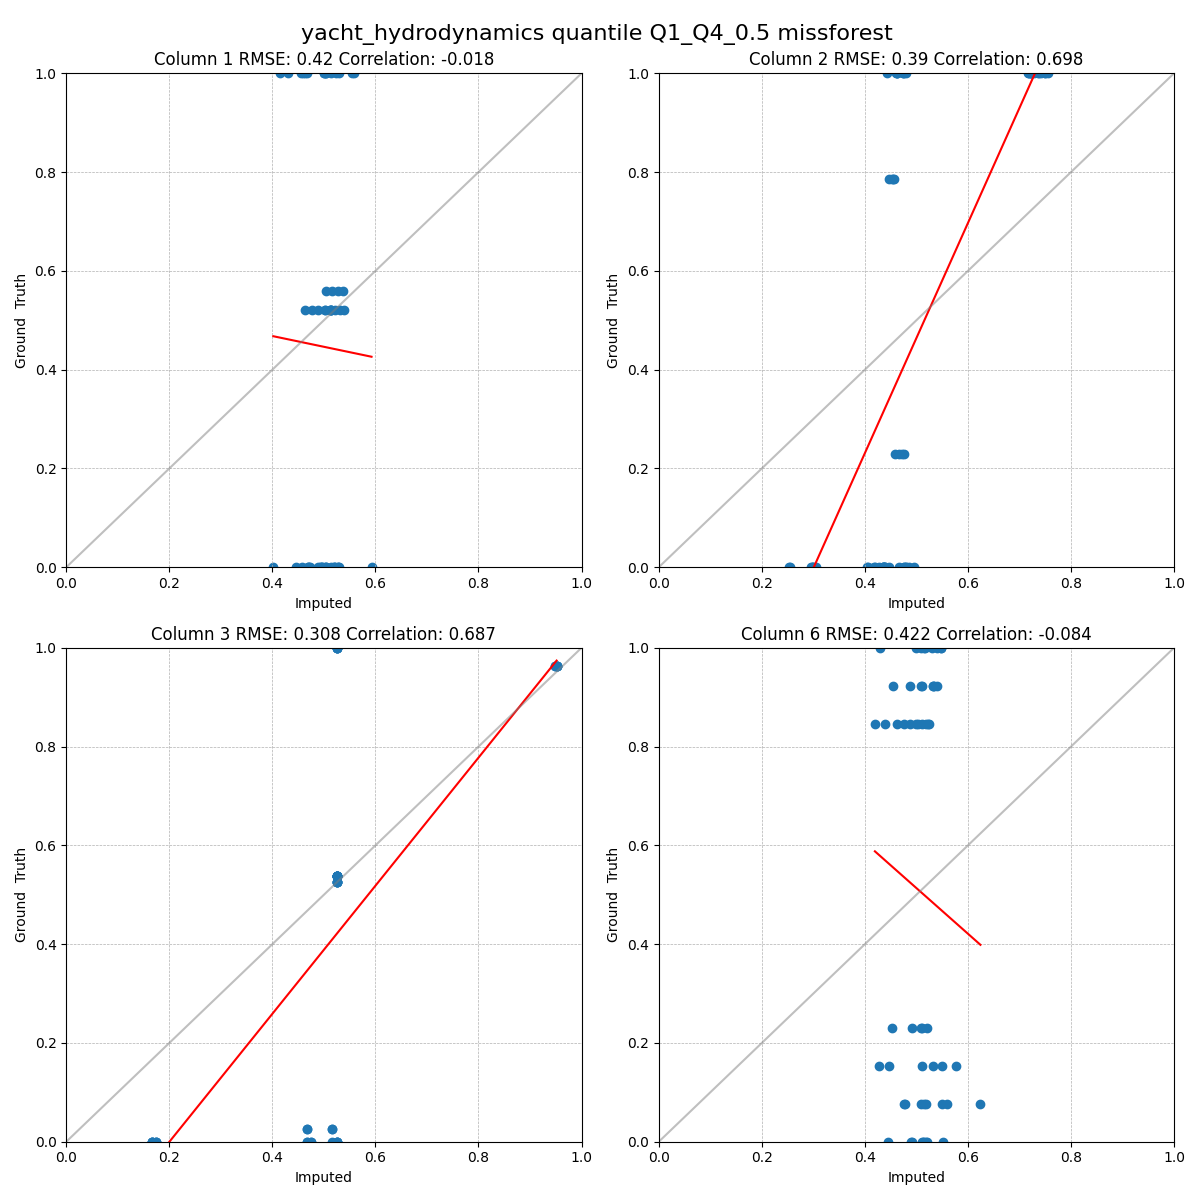 yacht_hydrodynamics quantile Q1_Q4_0.5 missforest
Column 1 RMSE: 0.42 Correlation: -0.018
1.0
0.8
0.6
0.4
0.2
0.0
Ground Truth
0.0 0.2 0.4 0.6 0.8 1.0
Imputed
Column 2 RMSE: 0.39 Correlation: 0.698
1.0
0.8
0.6
0.4
0.2
0.0
Ground Truth
0.0 0.2 0.4 0.6 0.8 1.0
Imputed
Column 3 RMSE: 0.308 Correlation: 0.687
1.0
0.8
0.6
0.4
0.2
0.0
Ground Truth
0.0 0.2 0.4 0.6 0.8 1.0
Imputed
Column 6 RMSE: 0.422 Correlation: -0.084
1.0
0.8
0.6
0.4
0.2
0.0
Ground Truth
0.0 0.2 0.4 0.6 0.8 1.0
Imputed